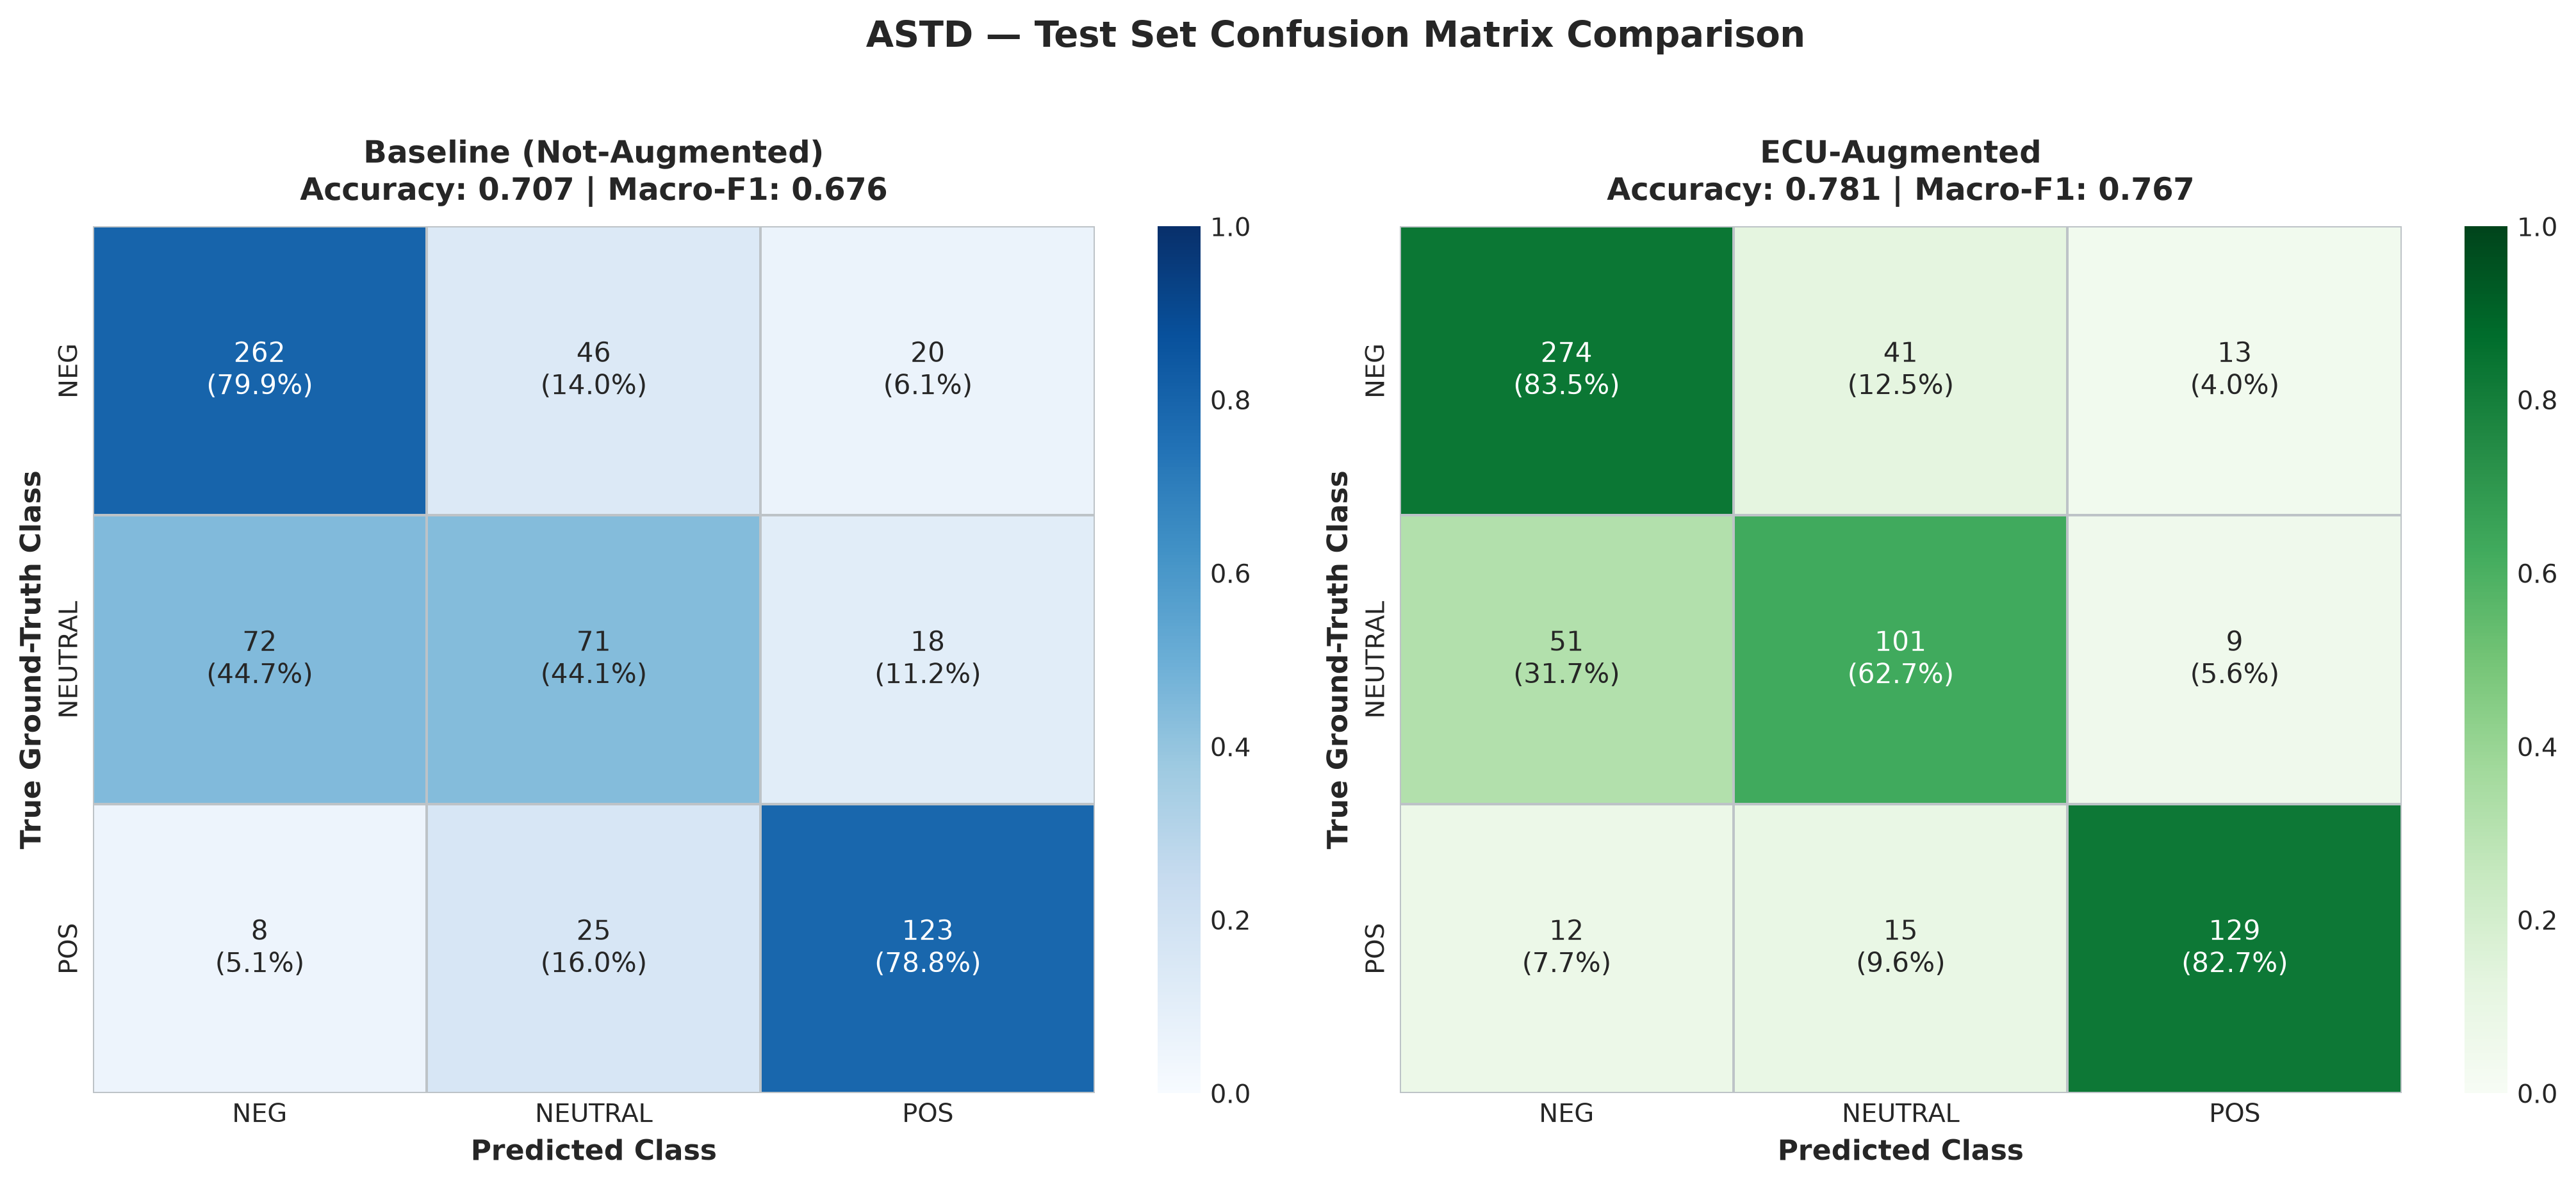 ASTD — Test Set Confusion Matrix Comparison
Baseline (Not-Augmented)
Accuracy: 0.707 | Macro-F1: 0.676
True Ground-Truth Class
NEG
NEUTRAL
POS
262
(79.9%)
46
(14.0%)
20
(6.1%)
72
(44.7%)
71
(44.1%)
18
(11.2%)
8
(5.1%)
25
(16.0%)
123
(78.8%)
NEG
NEUTRAL
POS
Predicted Class
1.0
0.8
0.6
0.4
0.2
0.0
ECU-Augmented
Accuracy: 0.781 | Macro-F1: 0.767
True Ground-Truth Class
NEG
NEUTRAL
POS
274
(83.5%)
41
(12.5%)
13
(4.0%)
51
(31.7%)
101
(62.7%)
9
(5.6%)
12
(7.7%)
15
(9.6%)
129
(82.7%)
NEG
NEUTRAL
POS
Predicted Class
1.0
0.8
0.6
0.4
0.2
0.0